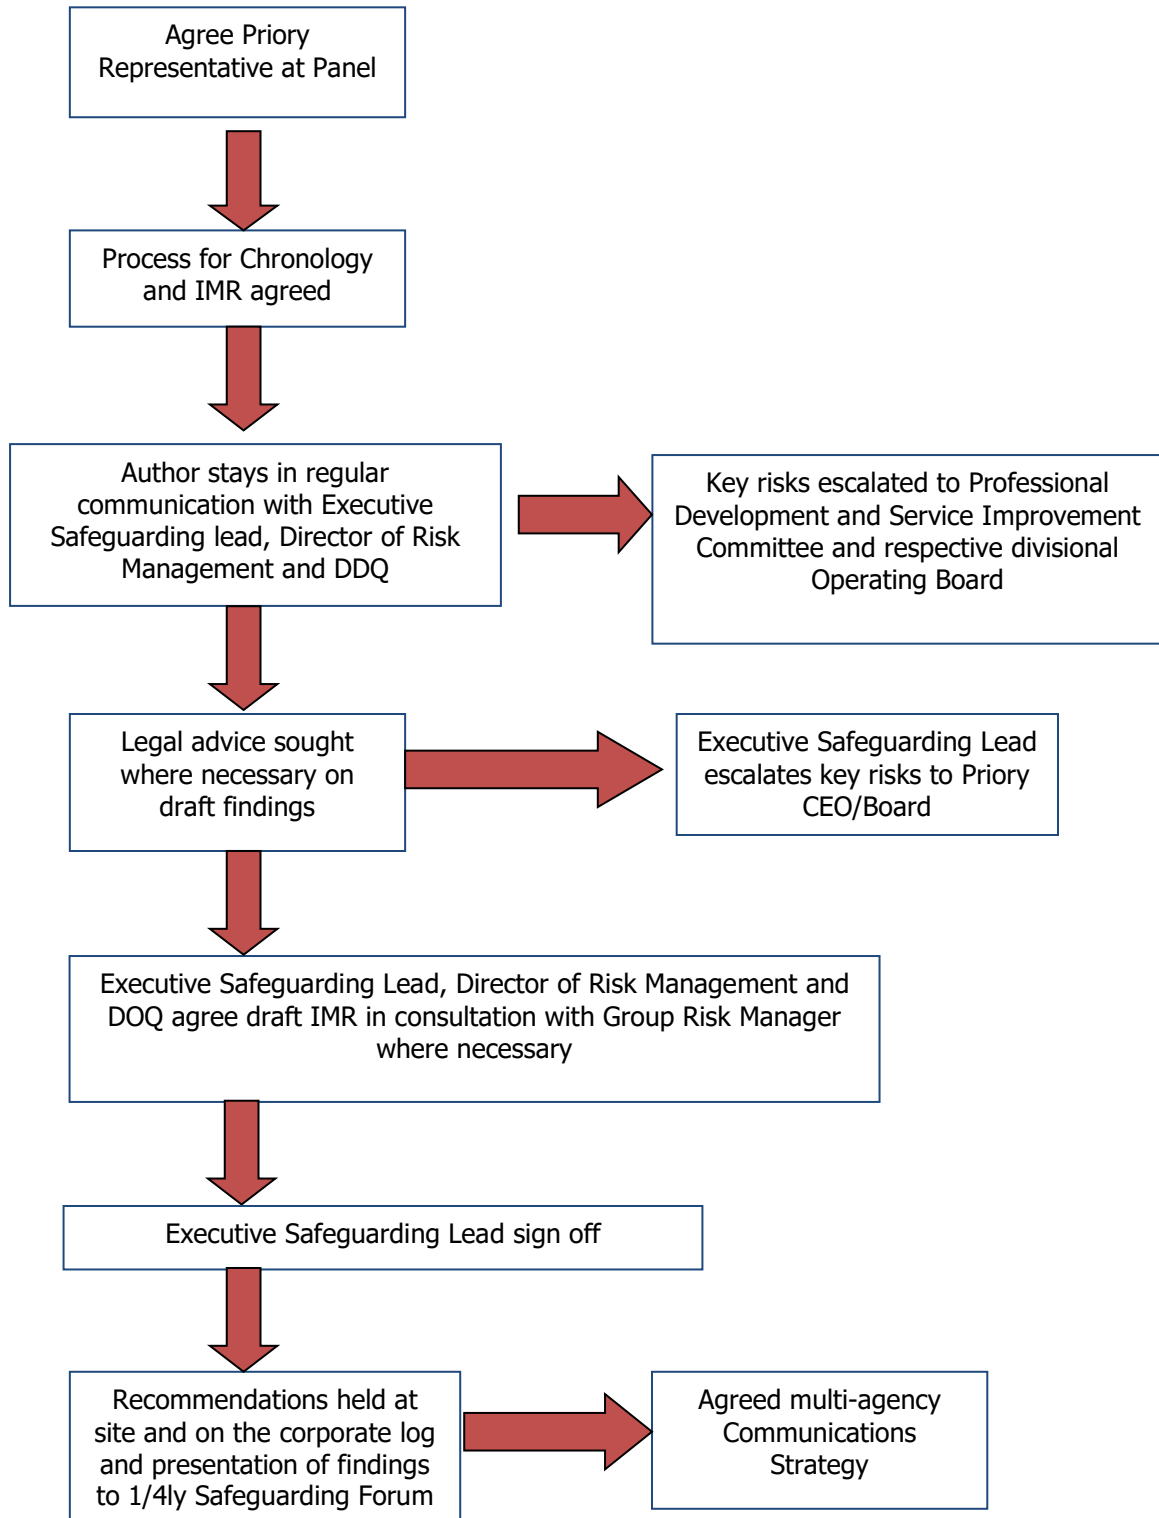 Agree Priory
Representative at Panel
Process for Chronology
and IMR agreed
Author stays in regular
communication with Executive
Safeguarding lead, Director of Risk
Management and DDQ
Key risks escalated to Professional
Development and Service Improvement
Committee and respective divisional
Operating Board
Legal advice sought
where necessary on
draft findings
Executive Safeguarding Lead
escalates key risks to Priory
CEO/Board
Executive Safeguarding Lead, Director of Risk Management and
DOQ agree draft IMR in consultation with Group Risk Manager
where necessary
Executive Safeguarding Lead sign off
Recommendations held at
site and on the corporate log
and presentation of findings
to 1/4ly Safeguarding Forum
Agreed multi-agency
Communications
Strategy